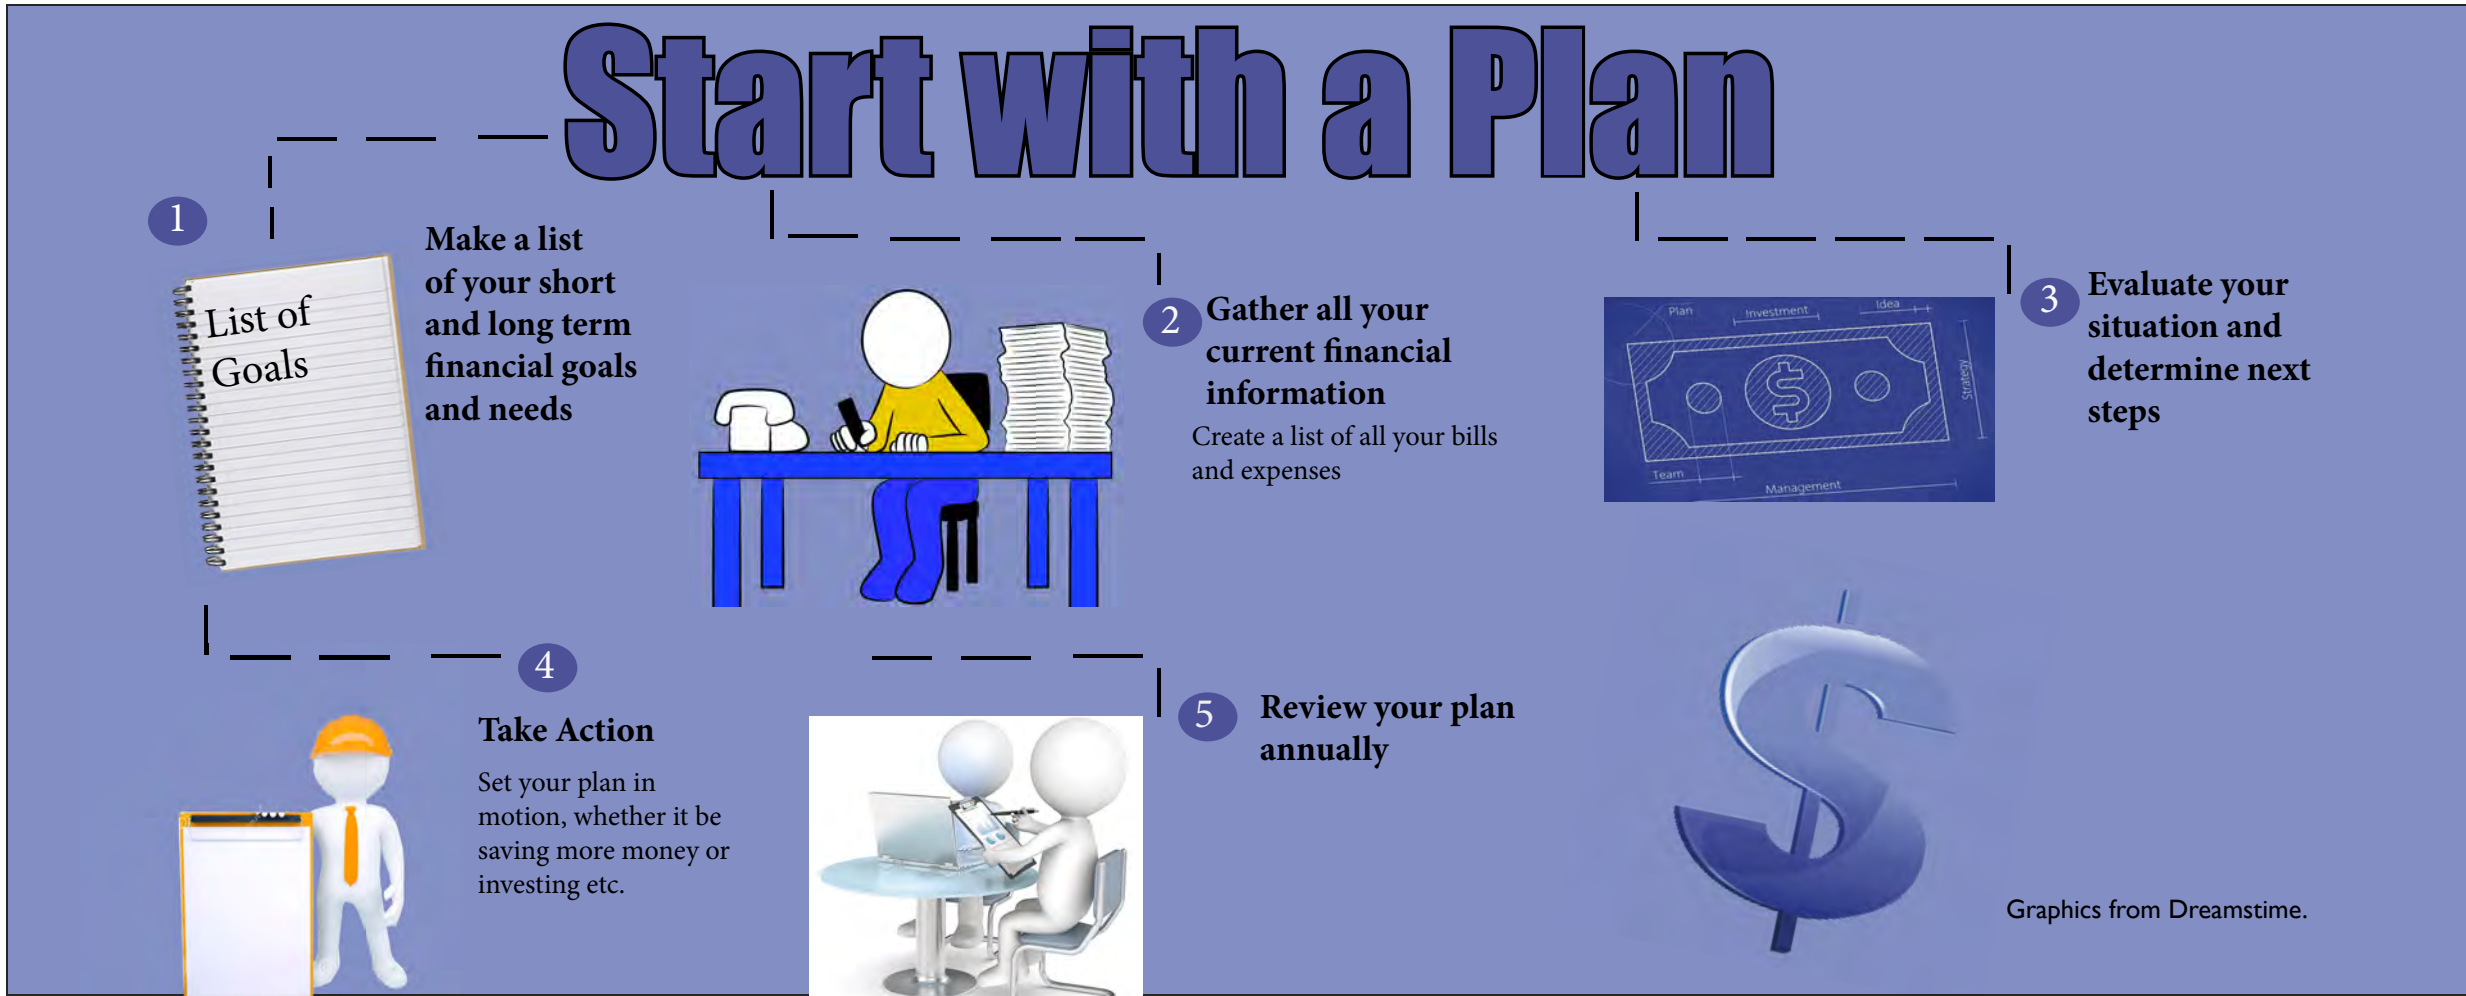 Start with a Plan
1
List of
Goals
Make a list
of your short
and long term
financial goals
and needs
2
Gather all your
current financial
information
Create a list of all your bills
and expenses
Plan
Investment
Idea
Strategy
Team
Management
3
Evaluate your
situation and
determine next
steps
4
Take Action
Set your plan in
motion, whether it be
saving more money or
investing etc.
5
Review your plan
annually
Graphics from Dreamstime.